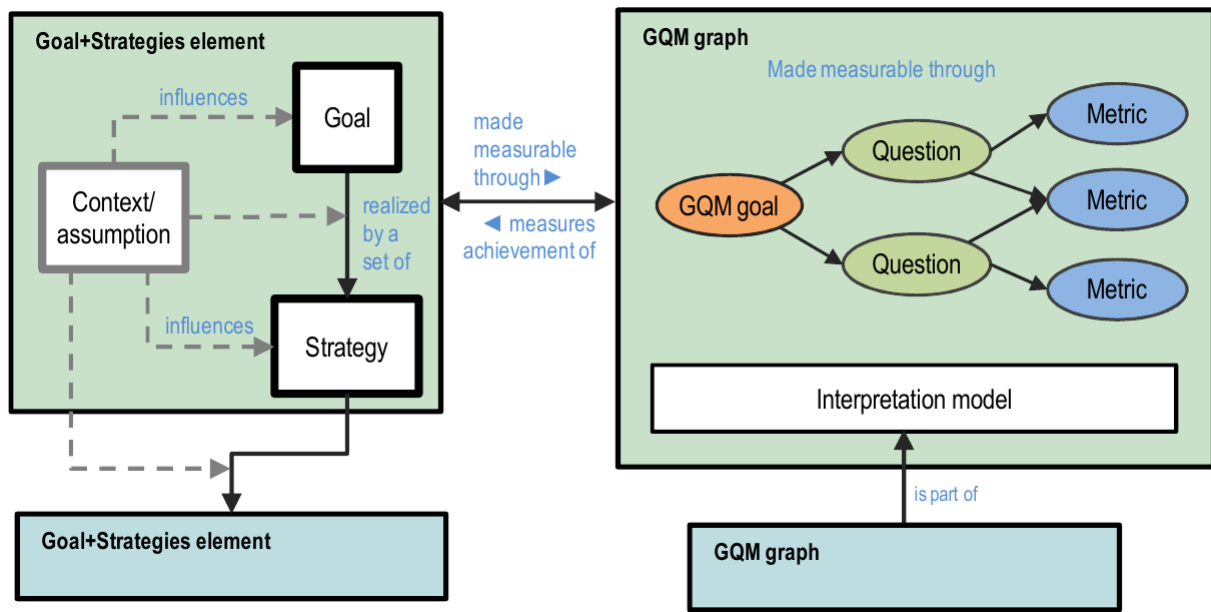 Goal+Strategies element
influences
Goal
Context/
assumption
realized
by a
set of
influences
Strategy
Goal+Strategies element
made
measurable
through ►
◄ measures
achievement of
GQM graph
Made measurable through
Metric
Question
Metric
GQM goal
Question
Metric
Interpretation model
is part of
GQM graph